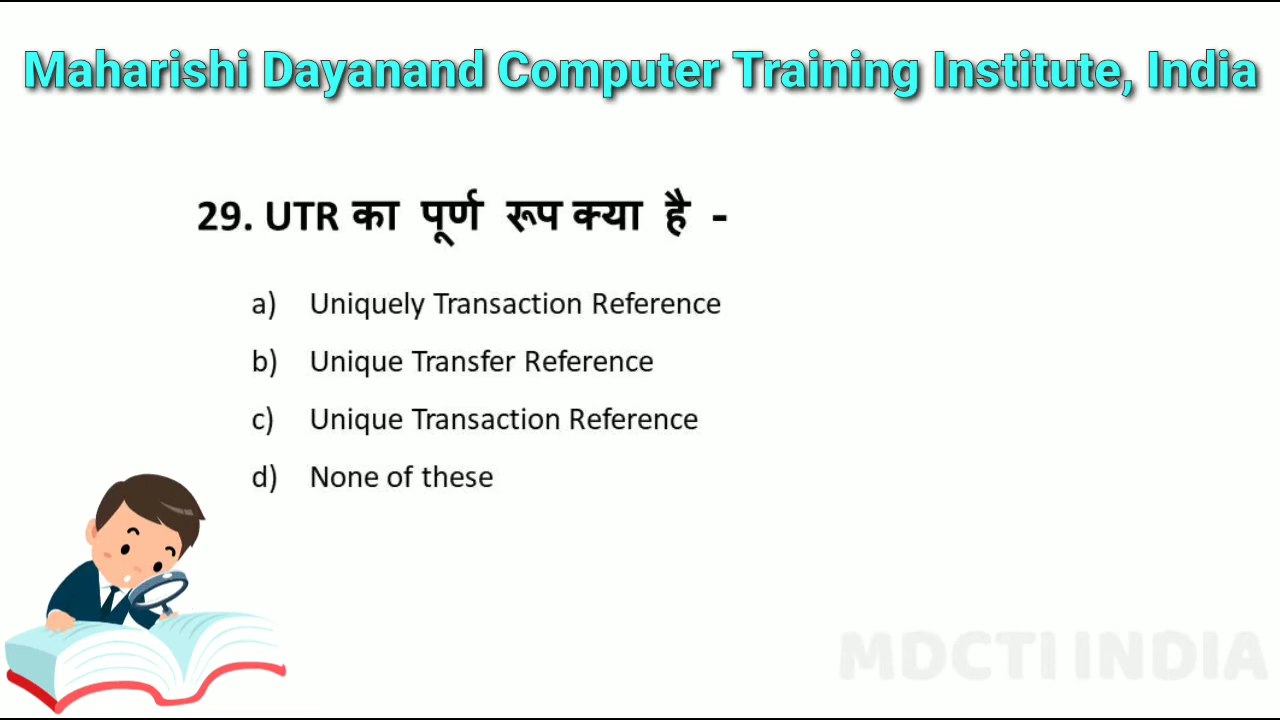 Maharishi Dayanand Computer Training Institute, India
29. UTR का पूर्ण रूप क्या है -
a) Uniquely Transaction Reference
b) Unique Transfer Reference
c) Unique Transaction Reference
d) None of these
MDCTI INDIA